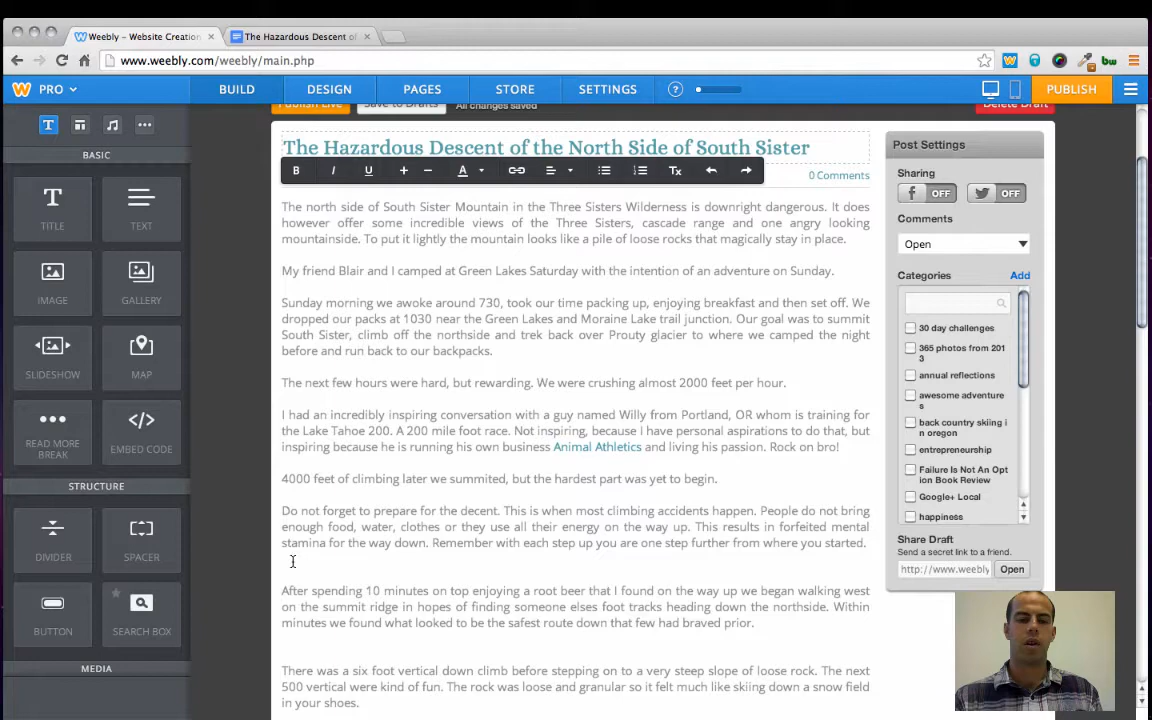 Weebly - Website Creation
The Hazardous Descent of
www.weebly.com/weebly/main.php
bw
PRO
BUILD
DESIGN
PAGES
STORE
SETTINGS
?
PUBLISH
Publish Live
Save to Drafts
All changes saved
Delete Draft
BASIC
TITLE
TEXT
IMAGE
GALLERY
SLIDESHOW
MAP
READ MORE
BREAK
EMBED CODE
STRUCTURE
DIVIDER
SPACER
BUTTON
SEARCH BOX
MEDIA
The Hazardous Descent of the North Side of South Sister
0 Comments
The north side of South Sister Mountain in the Three Sisters Wilderness is downright dangerous. It does
however offer some incredible views of the Three Sisters, cascade range and one angry looking
mountainside. To put it lightly the mountain looks like a pile of loose rocks that magically stay in place.
My friend Blair and I camped at Green Lakes Saturday with the intention of an adventure on Sunday.
Sunday morning we awoke around 730, took our time packing up, enjoying breakfast and then set off. We
dropped our packs at 1030 near the Green Lakes and Moraine Lake trail junction. Our goal was to summit
South Sister, climb off the northside and trek back over Prouty glacier to where we camped the night
before and run back to our backpacks.
The next few hours were hard, but rewarding. We were crushing almost 2000 feet per hour.
I had an incredibly inspiring conversation with a guy named Willy from Portland, OR whom is training for
the Lake Tahoe 200. A 200 mile foot race. Not inspiring, because I have personal aspirations to do that, but
inspiring because he is running his own business Animal Athletics and living his passion. Rock on bro!
4000 feet of climbing later we summited, but the hardest part was yet to begin.
Do not forget to prepare for the decent. This is when most climbing accidents happen. People do not bring
enough food, water, clothes or they use all their energy on the way up. This results in forfeited mental
stamina for the way down. Remember with each step up you are one step further from where you started.
After spending 10 minutes on top enjoying a root beer that I found on the way up we began walking west
on the summit ridge in hopes of finding someone elses foot tracks heading down the northside. Within
minutes we found what looked to be the safest route down that few had braved prior.
There was a six foot vertical down climb before stepping on to a very steep slope of loose rock. The next
500 vertical were kind of fun. The rock was loose and granular so it felt much like skiing down a snow field
in your shoes.
Post Settings
Sharing
OFF
OFF
Comments
Open
Categories
Add
30 day challenges
365 photos from 201
3
annual reflections
awesome adventure
s
back country skiing i
n oregon
entrepreneurship
Failure Is Not An Opt
ion Book Review
Google+ Local
happiness
Share Draft
Send a secret link to a friend.
http://www.weebly
Open